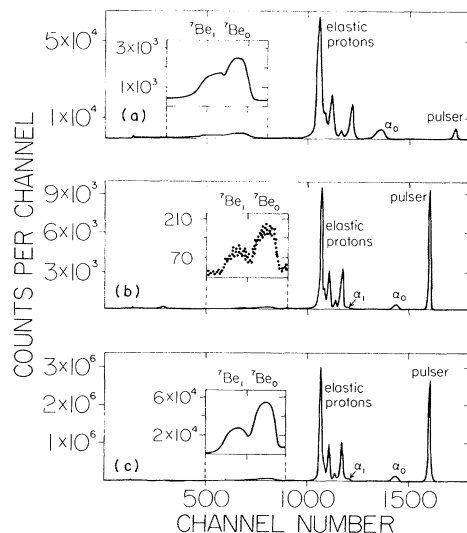 COUNTS PER CHANNEL
5×10⁴
1×10⁴
(a)
3×10³
1×10³
⁷Be₁ ⁷Be₀
elastic
protons
α₀
pulser
9×10³
6×10³
3×10³
(b)
210
70
⁷Be₁ ⁷Be₀
elastic
protons
α₁
α₀
pulser
3×10⁶
2×10⁶
1×10⁶
(c)
6×10⁴
2×10⁴
⁷Be₁ ⁷Be₀
elastic
protons
α₁
α₀
pulser
500 1000 1500
CHANNEL NUMBER